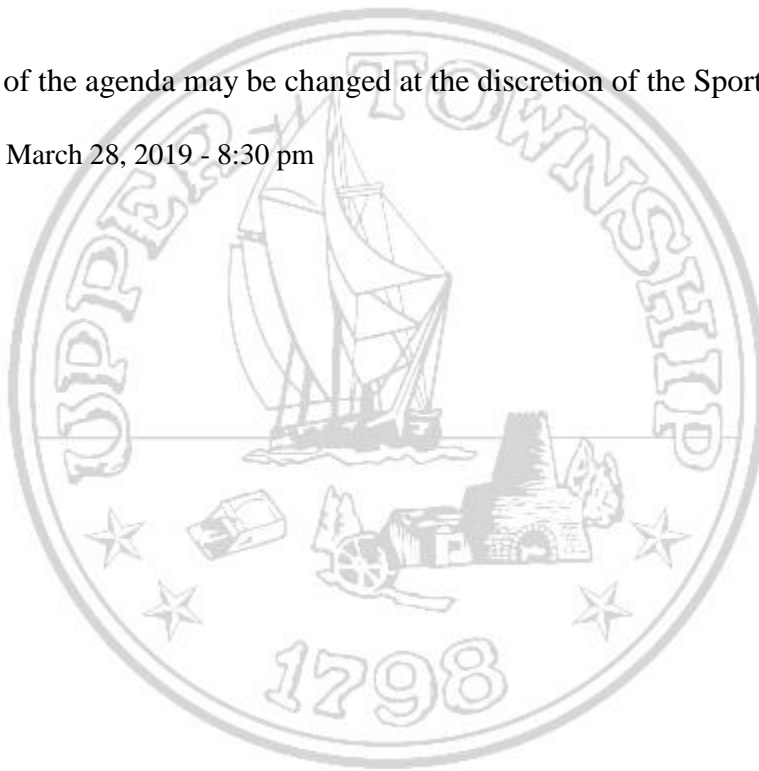 of the agenda may be changed at the discretion of the Sport
March 28, 2019 - 8:30 pm
UPPER TOWNSHIP
1798